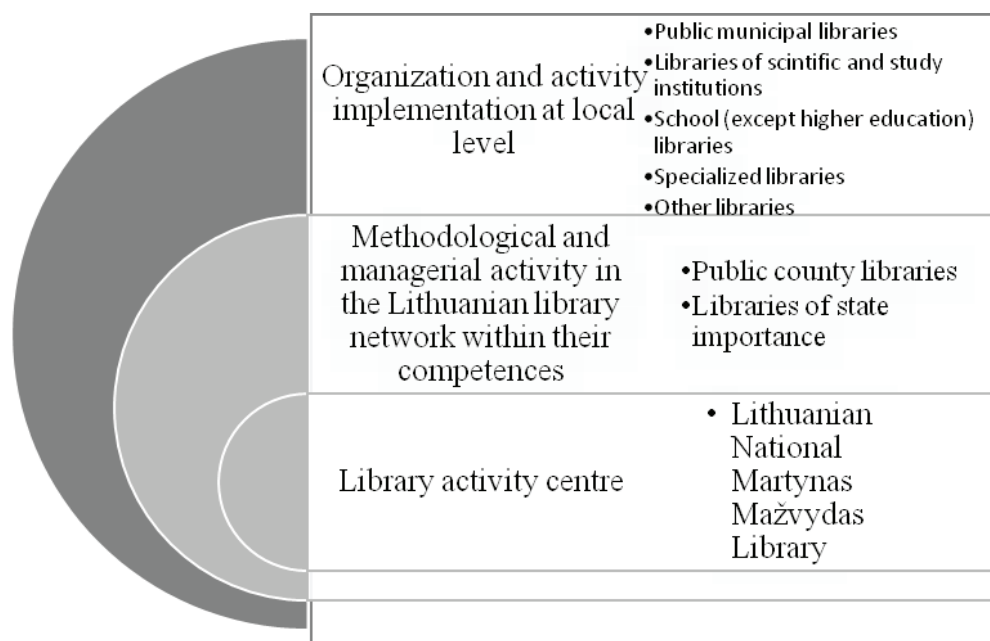 Organization and activity
implementation at local
level
•Public municipal libraries
•Libraries of scintific and study
institutions
•School (except higher education)
libraries
•Specialized libraries
•Other libraries
Methodological and
managerial activity in
the Lithuanian library
network within their
competences
•Public county libraries
•Libraries of state
importance
Library activity centre
• Lithuanian
National
Martynas
Mažvydas
Library